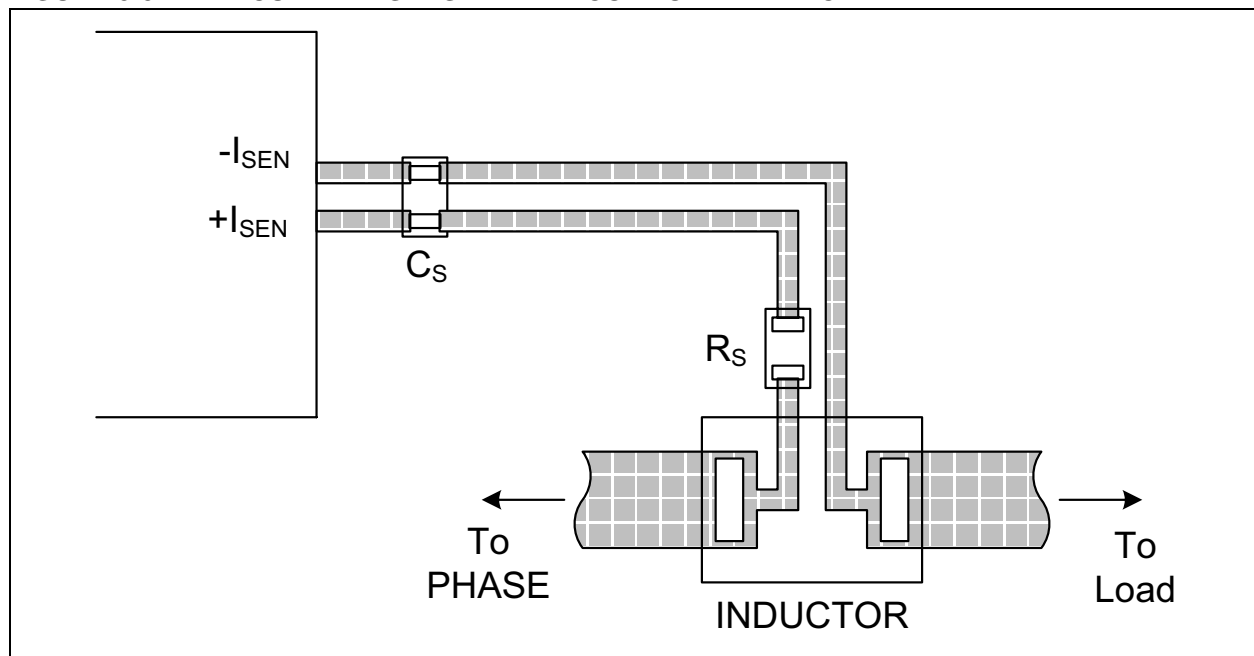 -ISEN
+ISEN
CS
RS
To
PHASE
To
Load
INDUCTOR